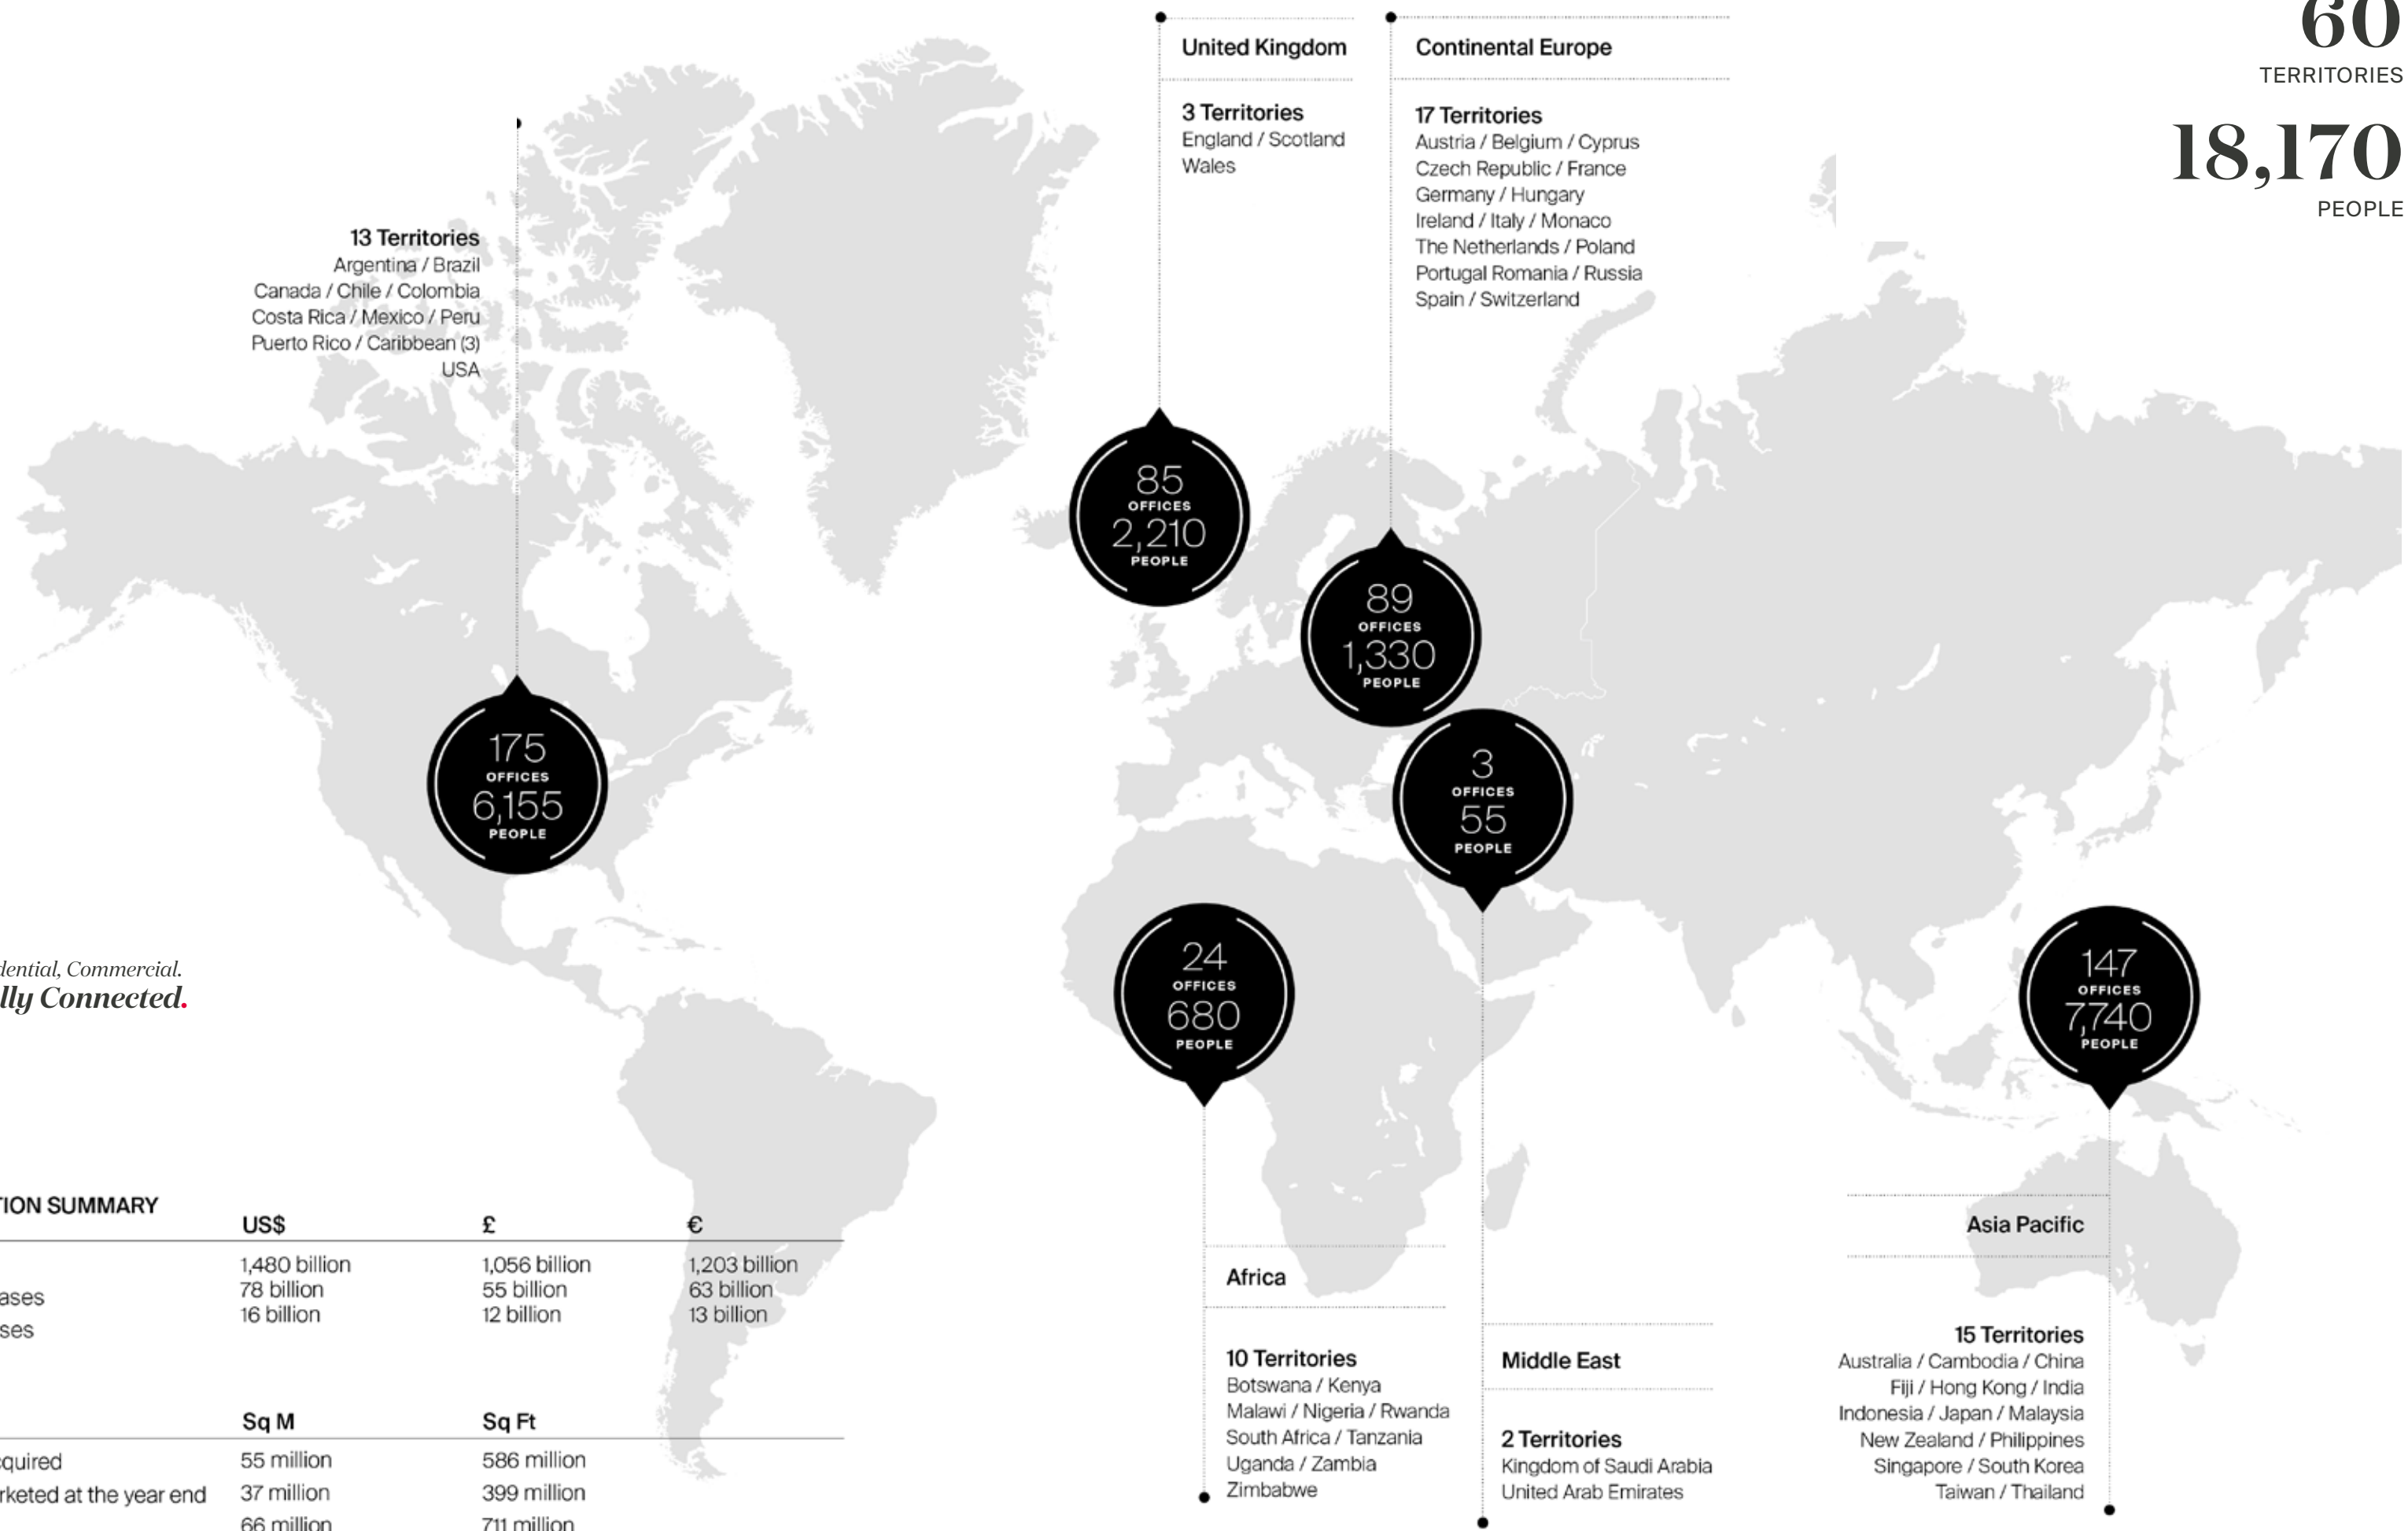 60
TERRITORIES
18,170
PEOPLE
United Kingdom
3 Territories
England / Scotland
Wales
Continental Europe
17 Territories
Austria / Belgium / Cyprus
Czech Republic / France
Germany / Hungary
Ireland / Italy / Monaco
The Netherlands / Poland
Portugal Romania / Russia
Spain / Switzerland
13 Territories
Argentina / Brazil
Canada / Chile / Colombia
Costa Rica / Mexico / Peru
Puerto Rico / Caribbean (3)
USA
85
OFFICES
2,210
PEOPLE
89
OFFICES
1,330
PEOPLE
175
OFFICES
6,155
PEOPLE
3
OFFICES
55
PEOPLE
24
OFFICES
680
PEOPLE
147
OFFICES
7,740
PEOPLE
dential, Commercial.
lly Connected.
TION SUMMARY
US$ £ €
1,480 billion 1,056 billion 1,203 billion
ases 78 billion 55 billion 63 billion
ses 16 billion 12 billion 13 billion
Sq M Sq Ft
quired 55 million 586 million
rketed at the year end 37 million 399 million
66 million 711 million
Africa
10 Territories
Botswana / Kenya
Malawi / Nigeria / Rwanda
South Africa / Tanzania
Uganda / Zambia
Zimbabwe
Middle East
2 Territories
Kingdom of Saudi Arabia
United Arab Emirates
Asia Pacific
15 Territories
Australia / Cambodia / China
Fiji / Hong Kong / India
Indonesia / Japan / Malaysia
New Zealand / Philippines
Singapore / South Korea
Taiwan / Thailand